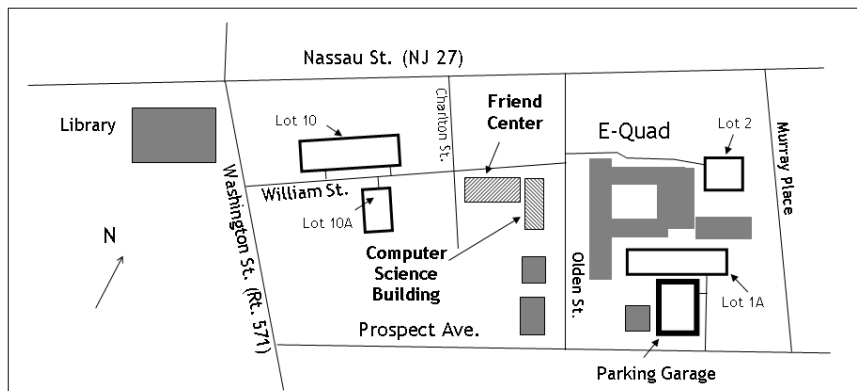 Nassau St. (NJ 27)
Library
Lot 10
Charlton St.
Friend
Center
E-Quad
Lot 2
Murray Place
Washington St. (Rt. 571)
William St.
Lot 10A
N
Computer
Science
Building
Olden St.
Lot 1A
Prospect Ave.
Parking Garage